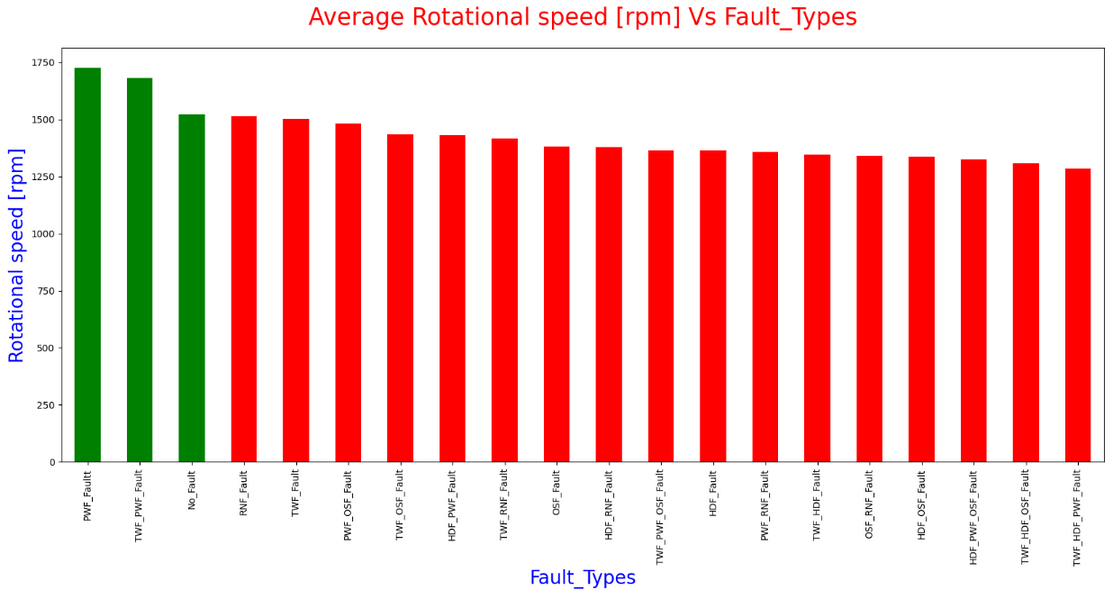 Average Rotational speed [rpm] Vs Fault_Types
Rotational speed [rpm]
1750
1500
1250
1000
750
500
250
0
PWF_Faultt
TWF_PWF_Fault
No_Fault
RNF_Fault
TWF_Fault
PWF_OSF_Fault
TWF_OSF_Fault
HDF_PWF_Fault
TWF_RNF_Fault
OSF_Fault
HDF_RNF_Fault
TWF_PWF_OSF_Fault
HDF_Fault
PWF_RNF_Fault
TWF_HDF_Fault
OSF_RNF_Fault
HDF_OSF_Fault
HDF_PWF_OSF_Fault
TWF_HDF_OSF_Fault
TWF_HDF_PWF_Fault
Fault_Types